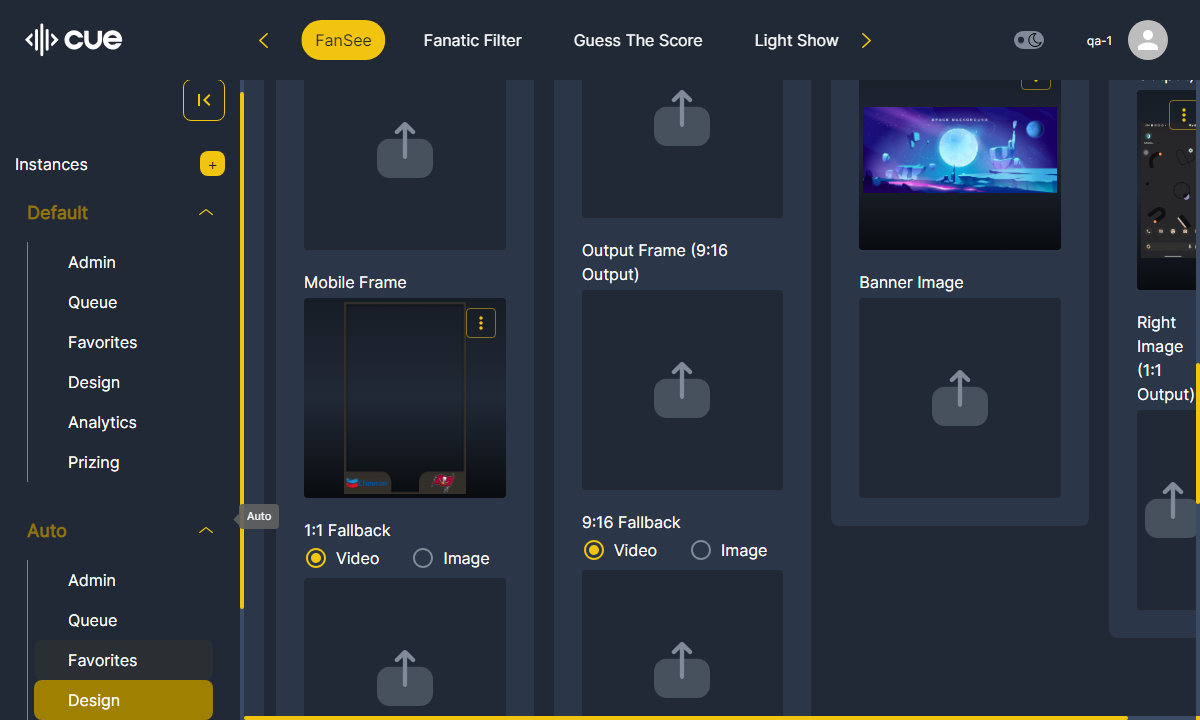 CUE
FanSee
Fanatic Filter
Guess The Score
Light Show
qa-1
Instances
+
Default
Admin
Queue
Favorites
Design
Analytics
Prizing
Auto
Admin
Queue
Favorites
Design
Auto
Mobile Frame
1:1 Fallback
Video
Image
Output Frame (9:16
Output)
9:16 Fallback
Video
Image
SPACE BACKGROUND
Banner Image
Right
Image
(1:1
Output)